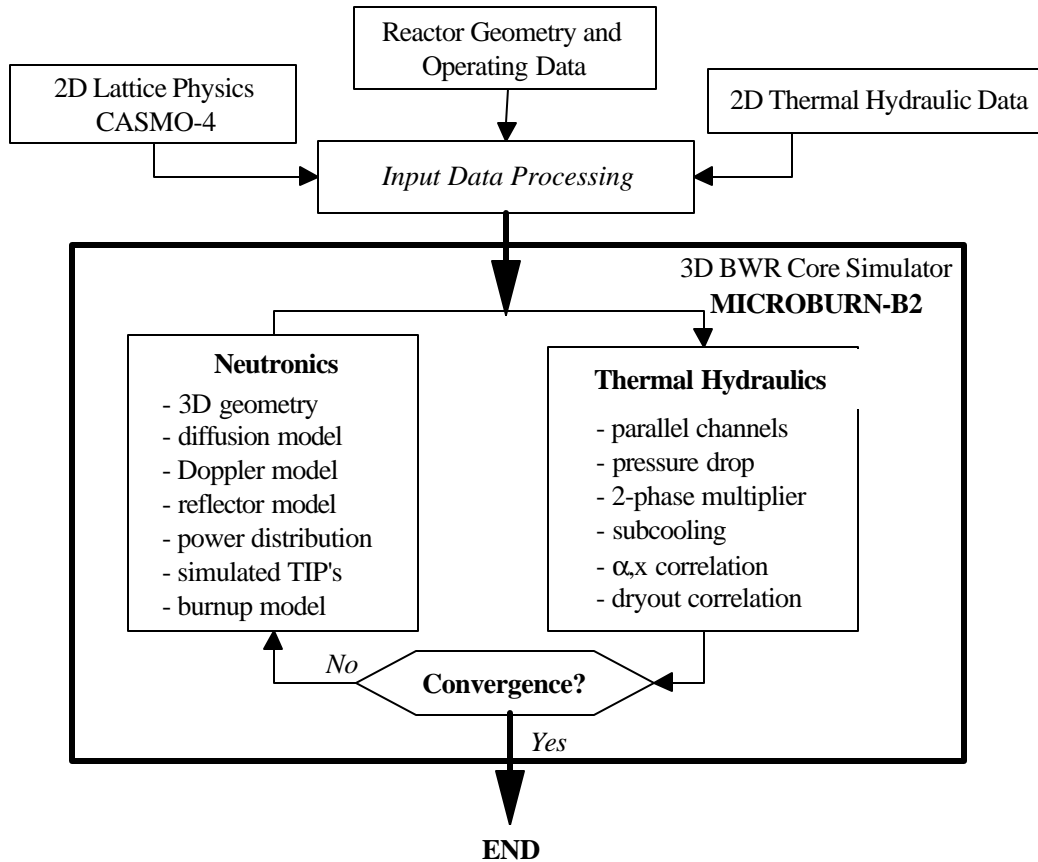 Reactor Geometry and
Operating Data
2D Lattice Physics
CASMO-4
2D Thermal Hydraulic Data
Input Data Processing
3D BWR Core Simulator
MICROBURN-B2
Neutronics
- 3D geometry
- diffusion model
- Doppler model
- reflector model
- power distribution
- simulated TIP's
- burnup model
Thermal Hydraulics
- parallel channels
- pressure drop
- 2-phase multiplier
- subcooling
- α,x correlation
- dryout correlation
No
Convergence?
Yes
END